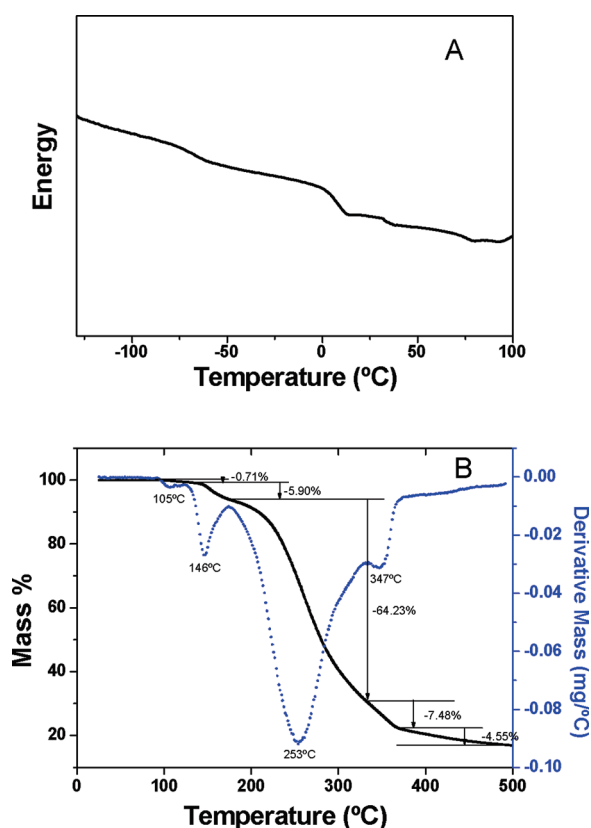 A
Energy
-100 -50 0 50 100
Temperature (ºC)
B
100
80
60
40
20
Mass %
0.00
-0.02
-0.04
-0.06
-0.08
-0.10
Derivative Mass (mg/ºC)
-0.71%
-5.90%
105ºC
146ºC
347ºC
-64.23%
-7.48%
-4.55%
253ºC
0 100 200 300 400 500
Temperature (ºC)